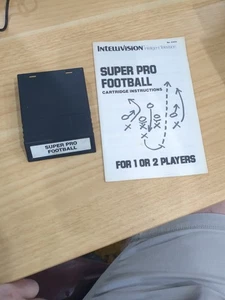 INTELLIVISION
SUPER PRO
FOOTBALL
CARTRIDGE INSTRUCTIONS
FOR 1 OR 2 PLAYERS
SUPER PRO
FOOTBALL